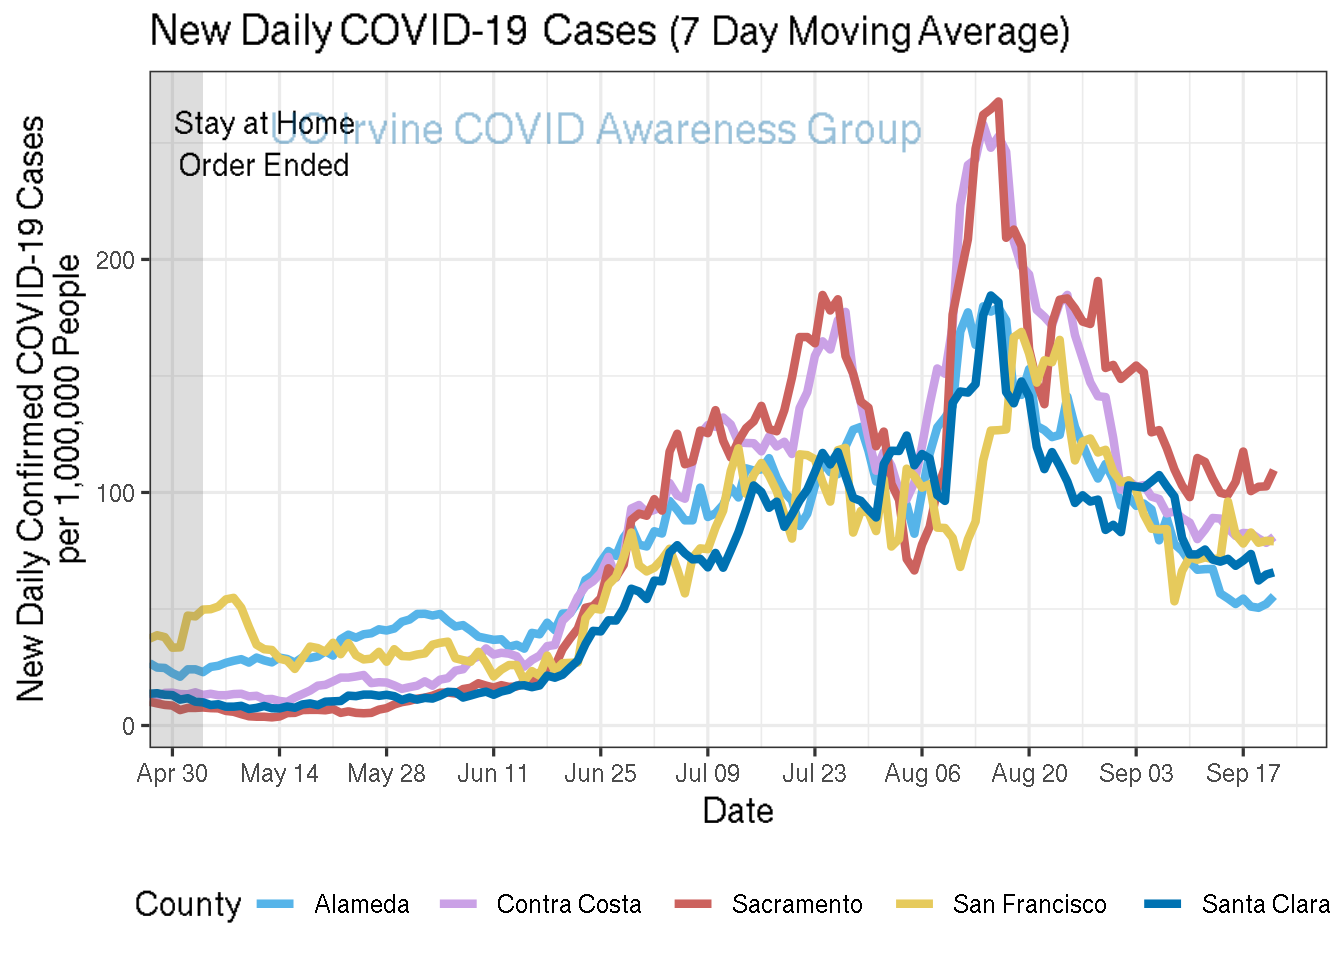 New Daily COVID-19 Cases (7 Day Moving Average)
Stay at Home
Order Ended
UC Irvine COVID Awareness Group
New Daily Confirmed COVID-19 Cases
per 1,000,000 People
200
100
0
Apr 30 May 14 May 28 Jun 11 Jun 25 Jul 09 Jul 23 Aug 06 Aug 20 Sep 03 Sep 17
Date
County Alameda Contra Costa Sacramento San Francisco Santa Clara